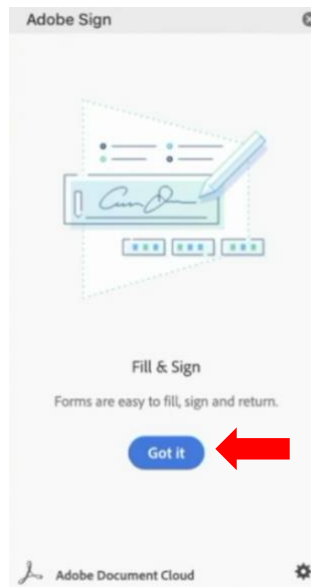 Adobe Sign
Fill & Sign
Forms are easy to fill, sign and return.
Got it
Adobe Document Cloud